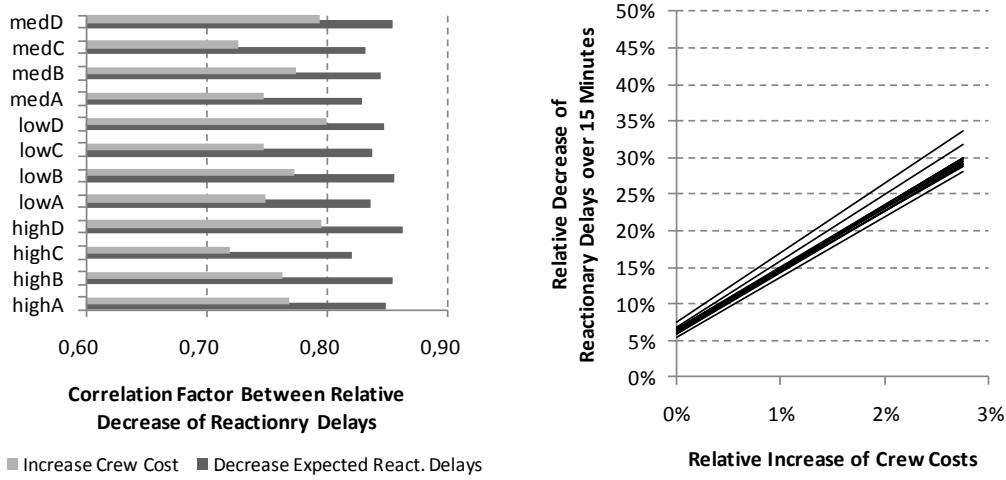 medD
medC
medB
medA
lowD
lowC
lowB
lowA
highD
highC
highB
highA
0,60 0,70 0,80 0,90
Correlation Factor Between Relative
Decrease of Reactionry Delays
Increase Crew Cost Decrease Expected React. Delays
Relative Decrease of
Reactionary Delays over 15 Minutes
50%
45%
40%
35%
30%
25%
20%
15%
10%
5%
0%
0% 1% 2% 3%
Relative Increase of Crew Costs